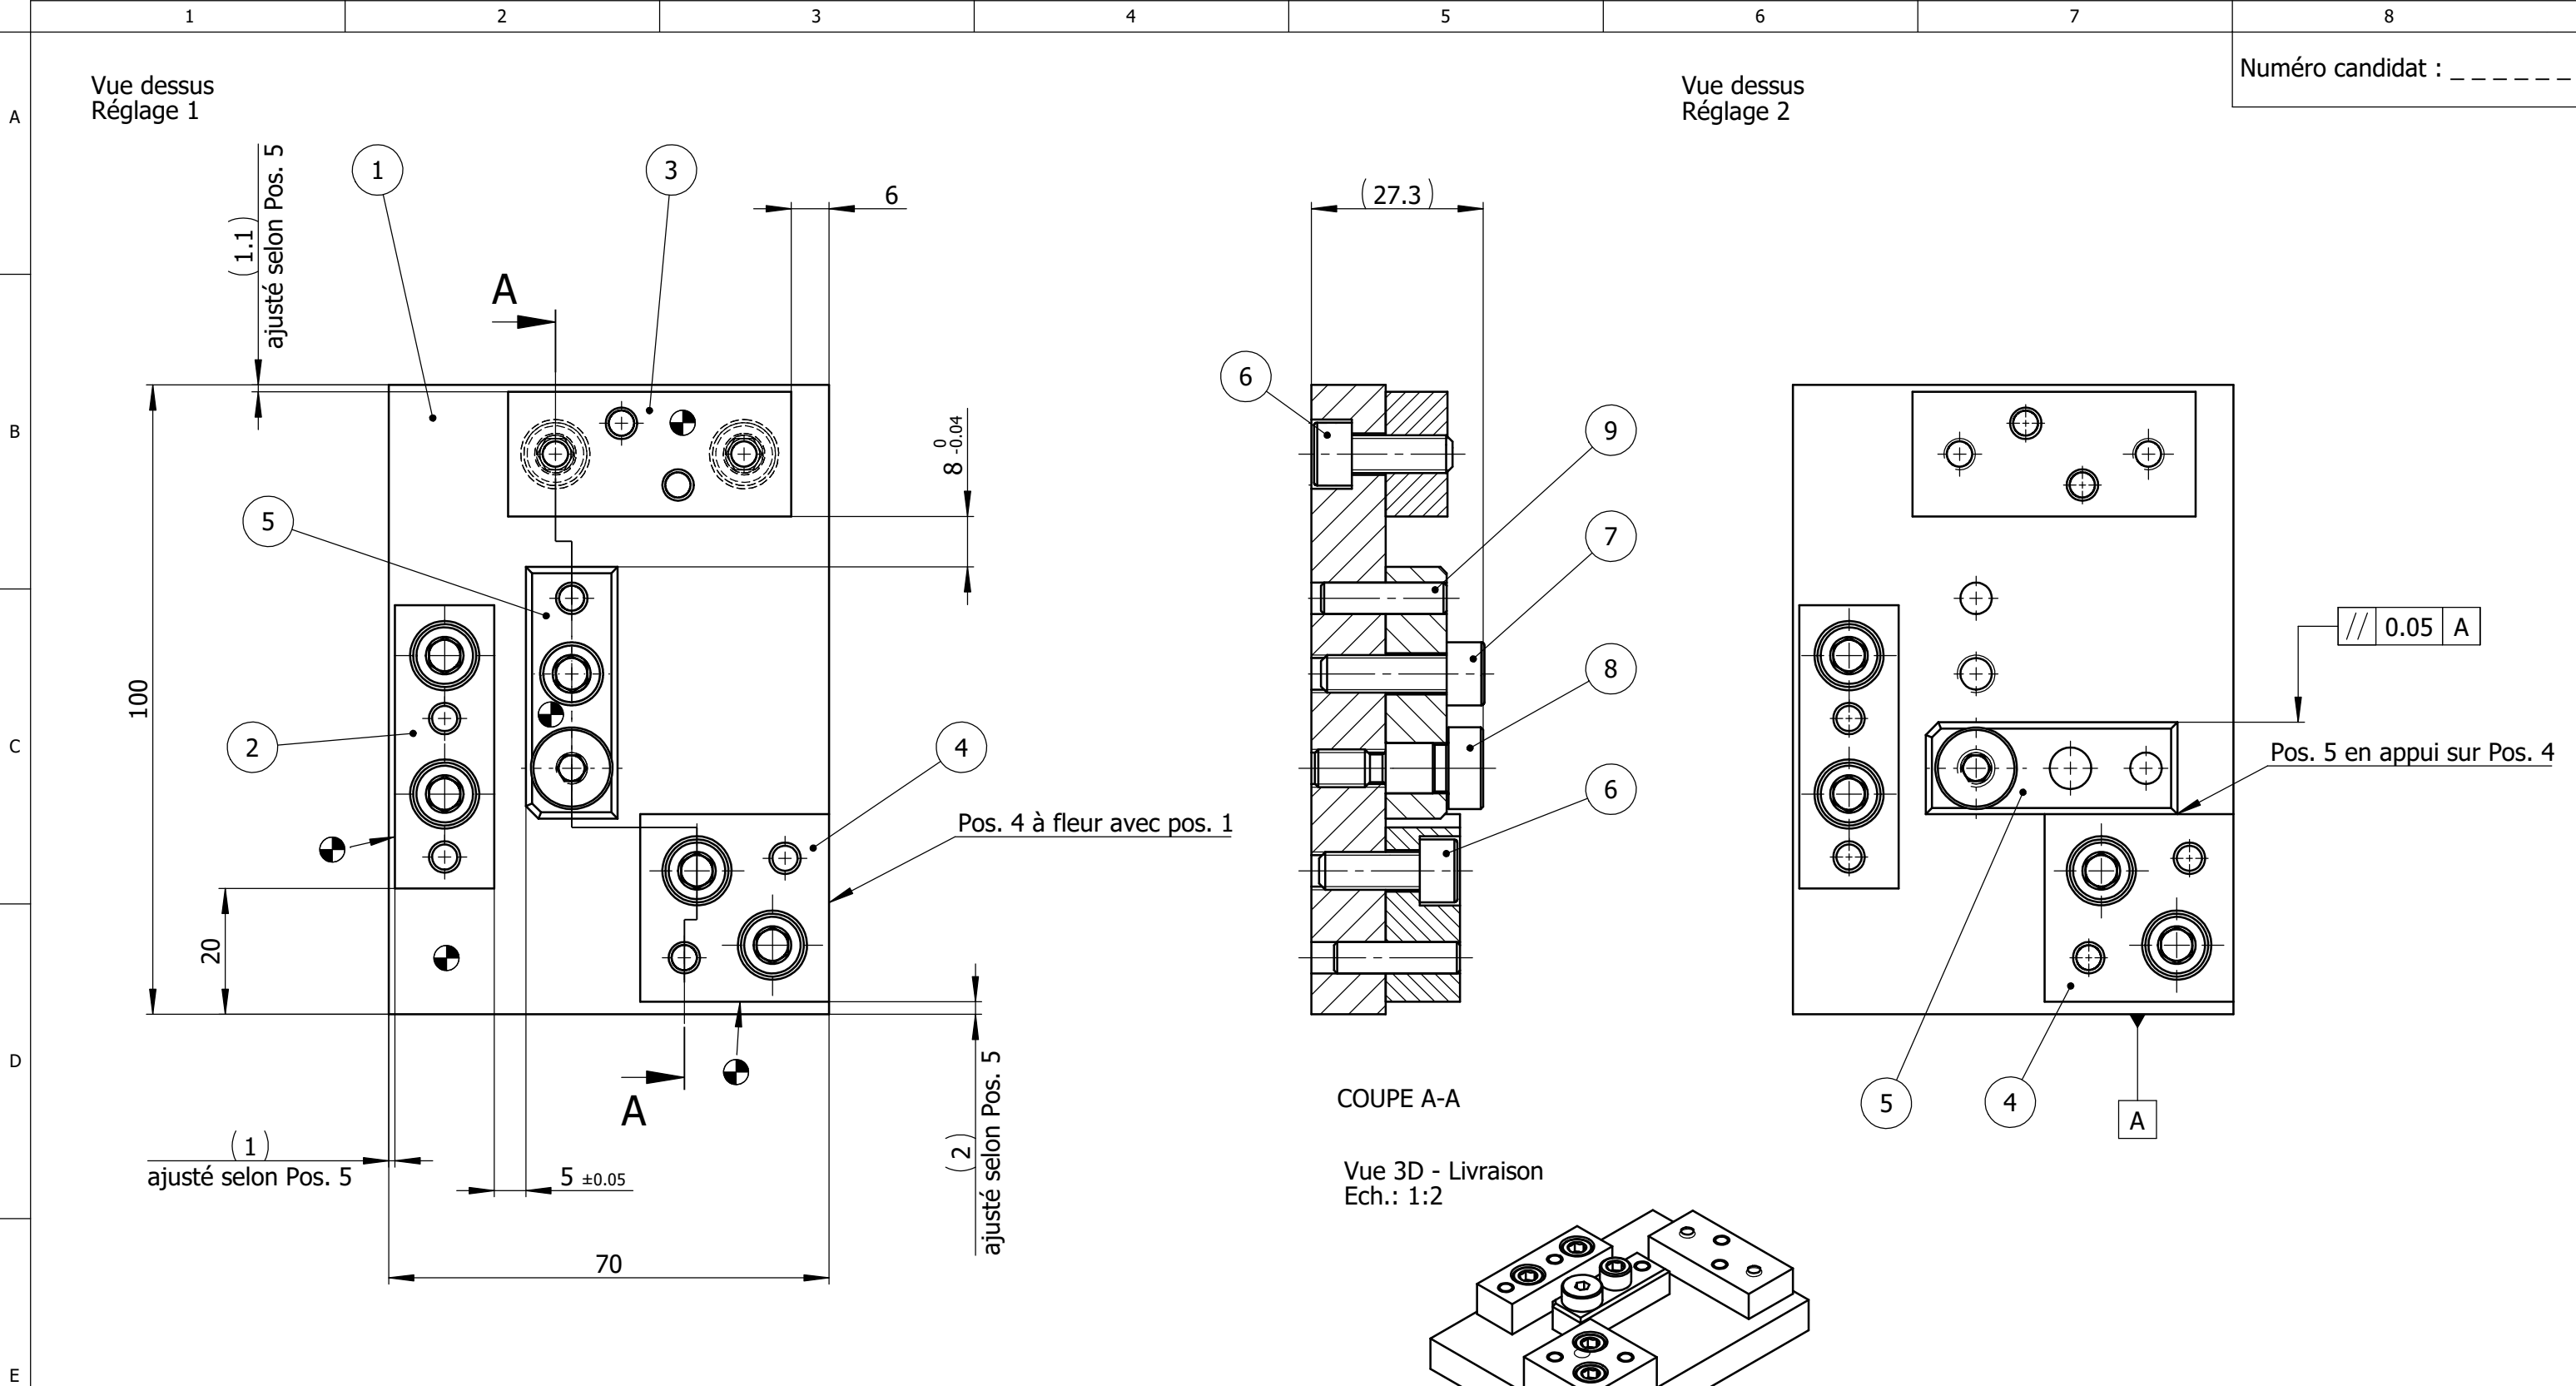 1 2 3 4 5 6 7 8
Numéro candidat : _ _ _ _ _ _
Vue dessus
Réglage 1
Vue dessus
Réglage 2
A
B
C
D
E
(1.1)
ajusté selon Pos. 5
1
3
6
(27.3)
A
6
9
7
8
6
8 0 -0.04
5
100
2
4
// 0.05 A
Pos. 5 en appui sur Pos. 4
Pos. 4 à fleur avec pos. 1
20
A
(2)
ajusté selon Pos. 5
(1)
ajusté selon Pos. 5
5 ±0.05
70
COUPE A-A
5
4
A
Vue 3D - Livraison
Ech.: 1:2